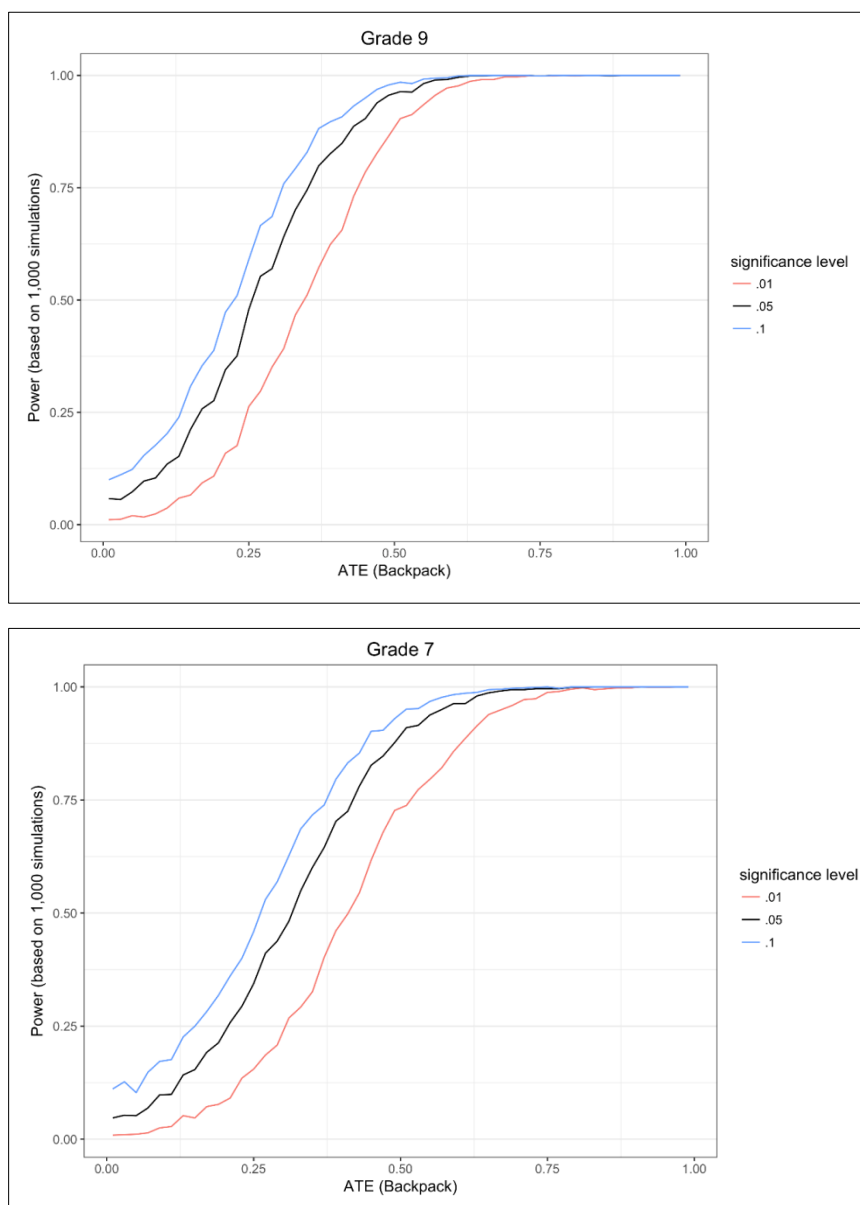 Grade 9
Power (based on 1,000 simulations)
1.00
0.75
0.50
0.25
0.00
0.00 0.25 0.50 0.75 1.00
ATE (Backpack)
significance level
.01
.05
.1
Grade 7
Power (based on 1,000 simulations)
1.00
0.75
0.50
0.25
0.00
0.00 0.25 0.50 0.75 1.00
ATE (Backpack)
significance level
.01
.05
.1